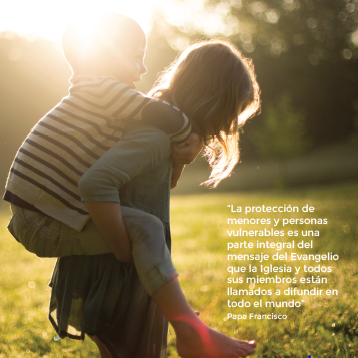 "La protección de
menores y personas
vulnerables es una
parte integral del
mensaje del Evangelio
que la Iglesia y todos
sus miembros están
llamados a difundir en
todo el mundo"
Papa Francisco